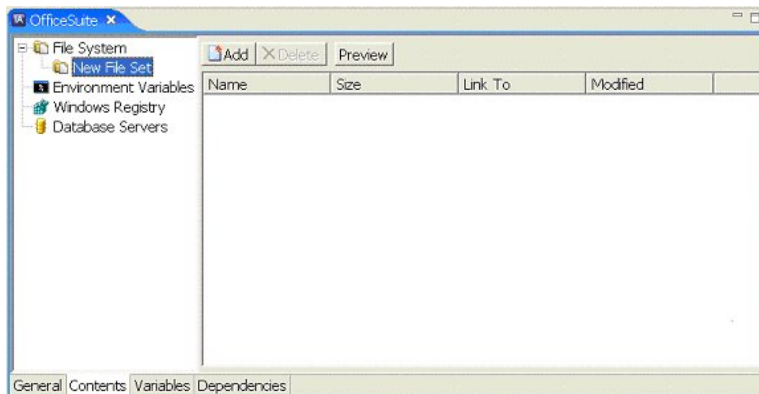 OfficeSuite
File System
New File Set
Environment Variables
Windows Registry
Database Servers
Add Delete Preview
Name Size Link To Modified
General Contents Variables Dependencies